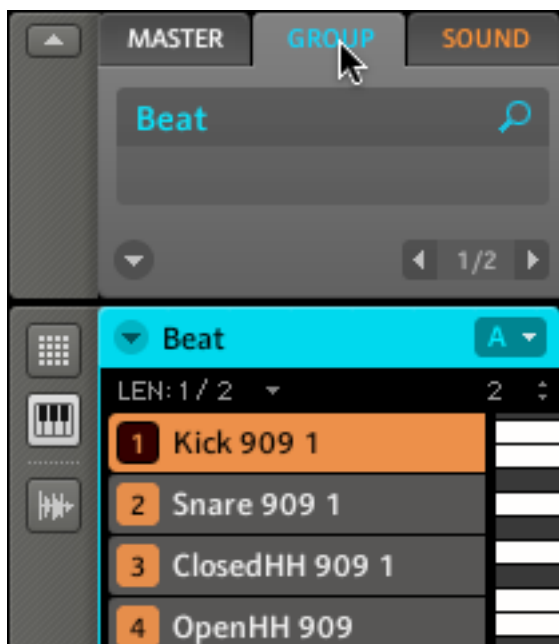 MASTER GROUP SOUND
Beat
1/2
Beat A
LEN: 1 / 2 2
1 Kick 909 1
2 Snare 909 1
3 ClosedHH 909 1
4 OpenHH 909